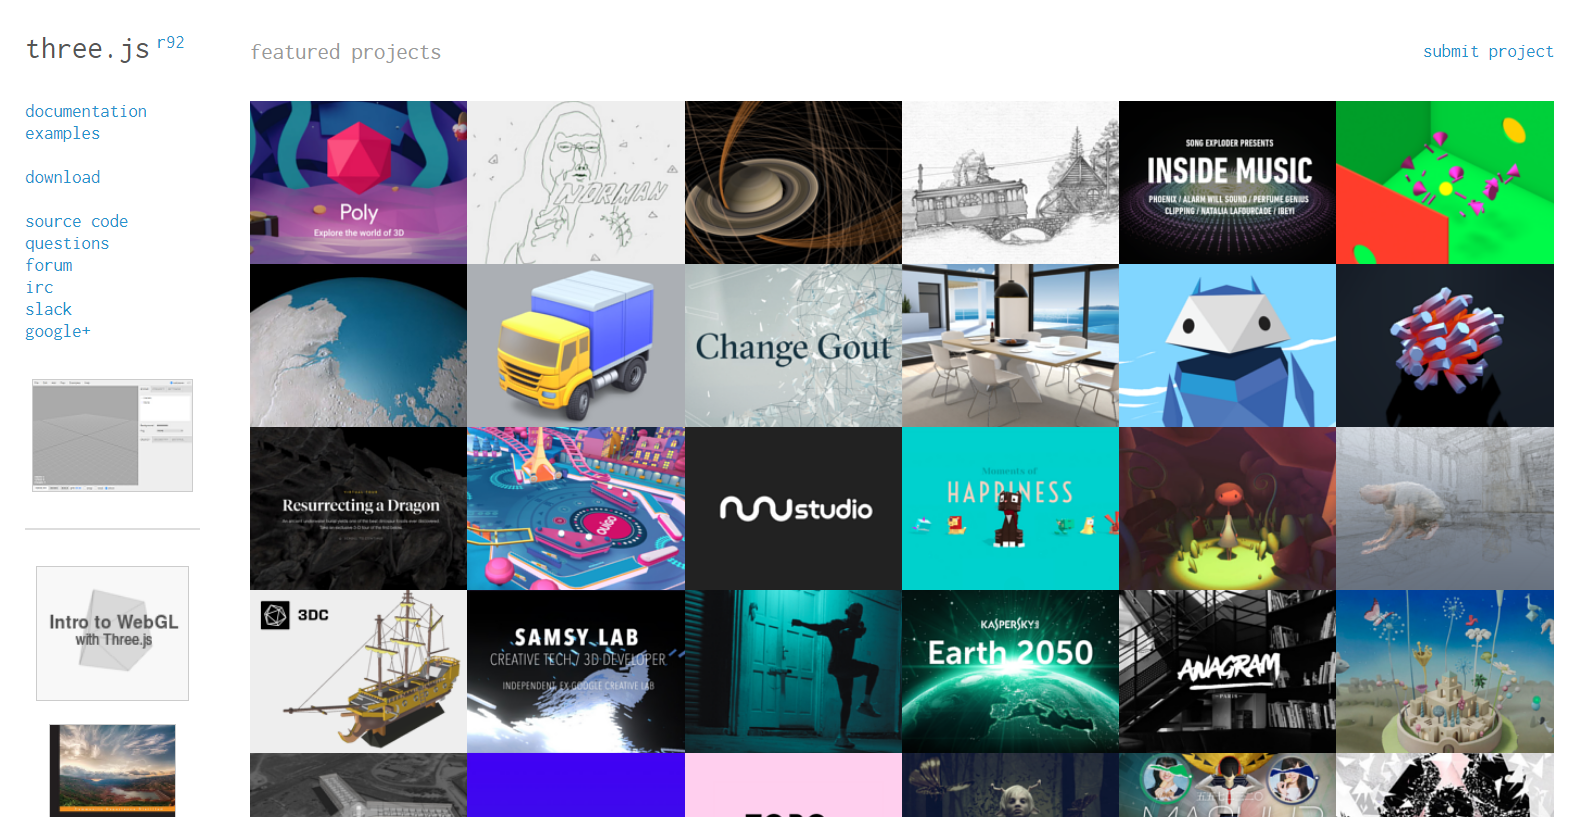 three.js r92
featured projects
submit project
documentation
examples
download
source code
questions
forum
irc
slack
google+
Intro to WebGL
with Three.js
Poly
Explore the world of 3D
NORMAN
SONG EXPLODER PRESENTS
INSIDE MUSIC
PHOENIX / ALARM WILL SOUND / PERFUME GENIUS
CLIPPING / NATALIA LAFOURCADE / IBEYI
Change Gout
VIRTUAL TOUR
Resurrecting a Dragon
OUIGO
studio
Moments of
HAPPINESS
3DC
SAMSY LAB
CREATIVE TECH / 3D DEVELOPER.
INDEPENDENT, EX-GOOGLE CREATIVE LAB
KASPERSKY
Earth 2050
ANAGRAM
PARIS